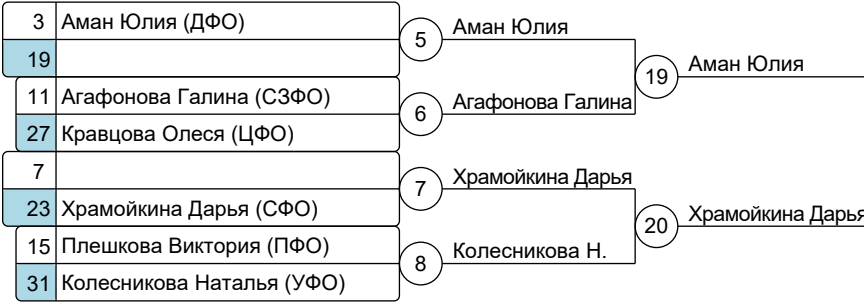 3 Аман Юлия (ДФО)
19
11 Агафонова Галина (СЗФО)
27 Кравцова Олеся (ЦФО)
7
23 Храмойкина Дарья (СФО)
15 Плешкова Виктория (ПФО)
31 Колесникова Наталья (УФО)
5 Аман Юлия
6 Агафонова Галина
7 Храмойкина Дарья
8 Колесникова Н.
19 Аман Юлия
20 Храмойкина Дарья